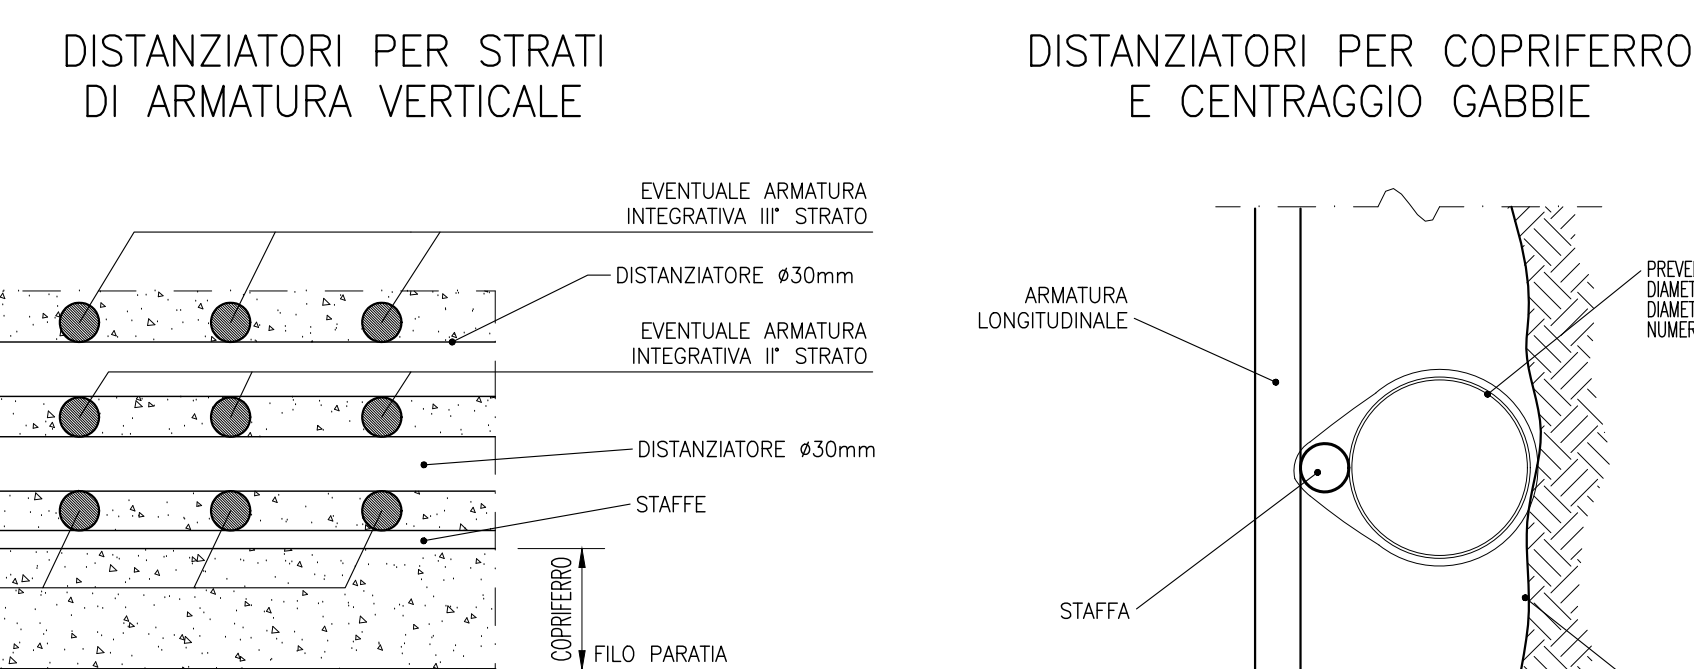 DISTANZIATORI PER STRATI
DI ARMATURA VERTICALE
EVENTUALE ARMATURA
INTEGRATIVA III° STRATO
DISTANZIATORE ø30mm
EVENTUALE ARMATURA
INTEGRATIVA II° STRATO
DISTANZIATORE ø30mm
STAFFE
COPRIFERRO
FILO PARATIA
DISTANZIATORI PER COPRIFERRO
E CENTRAGGIO GABBIE
ARMATURA
LONGITUDINALE
STAFFA